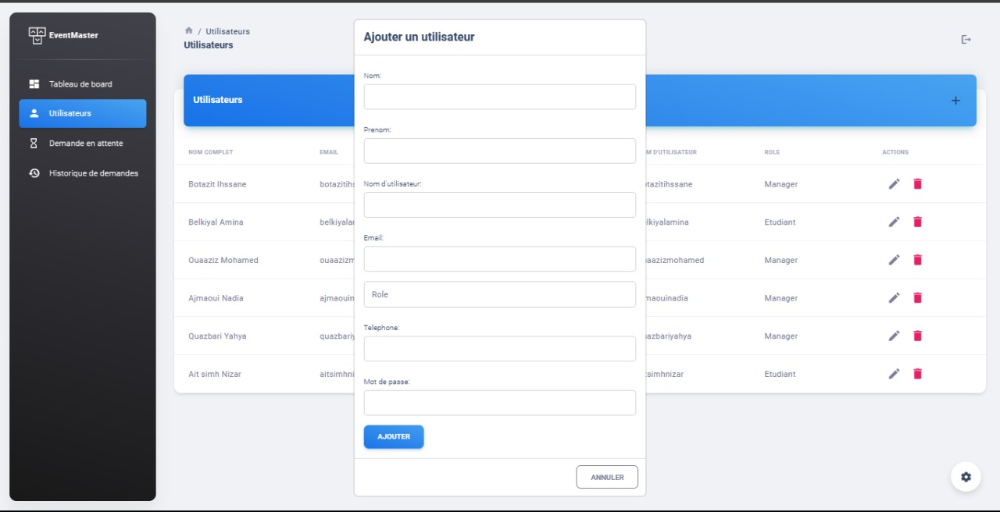 EventMaster
Tableau de board
Utilisateurs
Demande en attente
Historique de demandes
/ Utilisateurs
Utilisateurs
Utilisateurs
+
NOM COMPLET EMAIL M D'UTILISATEUR ROLE ACTIONS
Botazit Ihssane botazitihs otazitihssane Manager
Belkiyal Amina belkiyalar lkiyalamina Etudiant
Ouaaziz Mohamed ouaazizm aazizmohamed Manager
Ajmaoui Nadia ajmaouin maouinadia Manager
Quazbari Yahya quazbariy azbariyahya Manager
Ait simh Nizar aitsimhni simhnizar Etudiant
Ajouter un utilisateur
Nom:
Prenom:
Nom d'utilisateur:
Email:
Role
Telephone:
Mot de passe:
AJOUTER
ANNULER